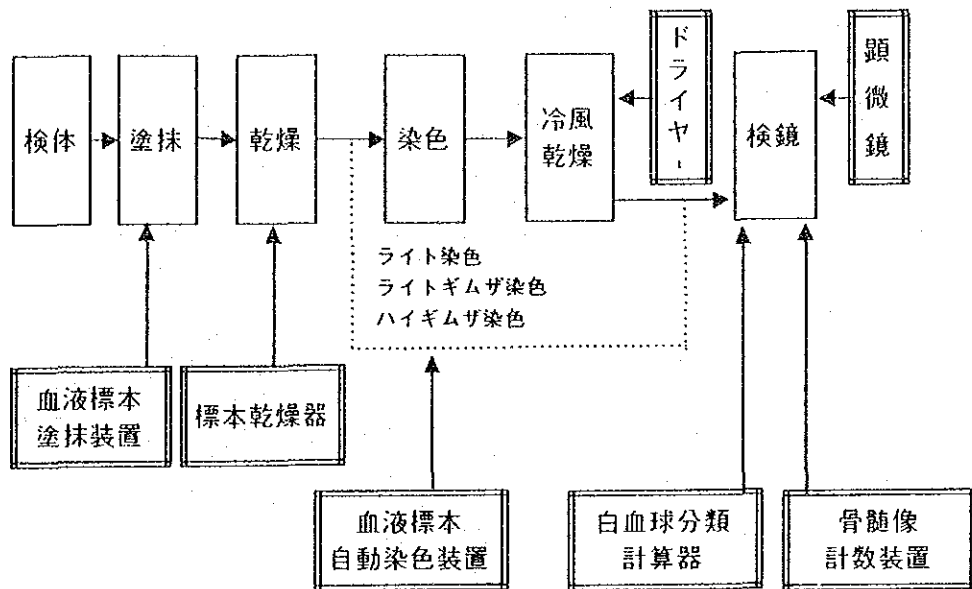 検体
塗抹
乾燥
染色
冷風
乾燥
ドライヤー
検鏡
顕微鏡
ライト染色
ライトギムザ染色
ハイギムザ染色
血液標本
塗抹装置
標本乾燥器
血液標本
自動染色装置
白血球分類
計算器
骨髄像
計数装置